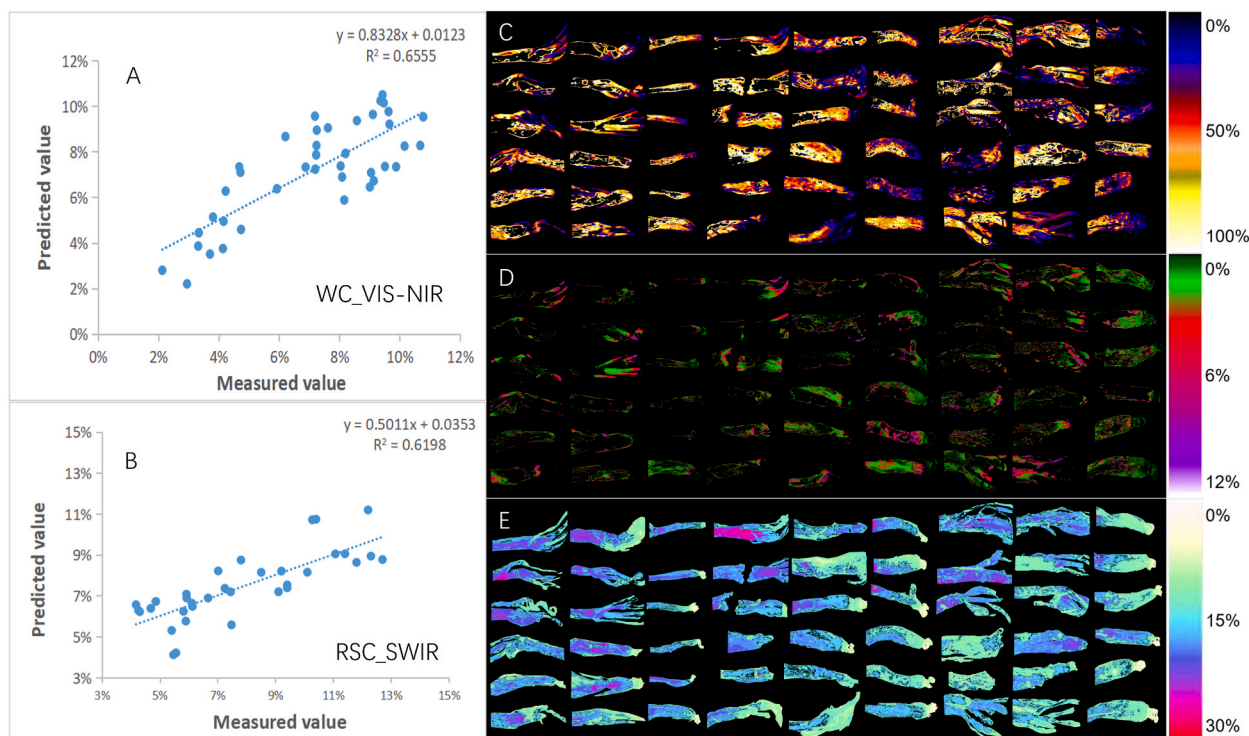 y = 0.8328x + 0.0123
R² = 0.6555
A
12%
10%
8%
6%
4%
2%
0%
Predicted value
WC_VIS-NIR
0% 2% 4% 6% 8% 10% 12%
Measured value
y = 0.5011x + 0.0353
R² = 0.6198
B
15%
13%
11%
9%
7%
5%
3%
Predicted value
RSC_SWIR
3% 5% 7% 9% 11% 13% 15%
Measured value
C
0%
50%
100%
D
0%
6%
12%
E
0%
15%
30%